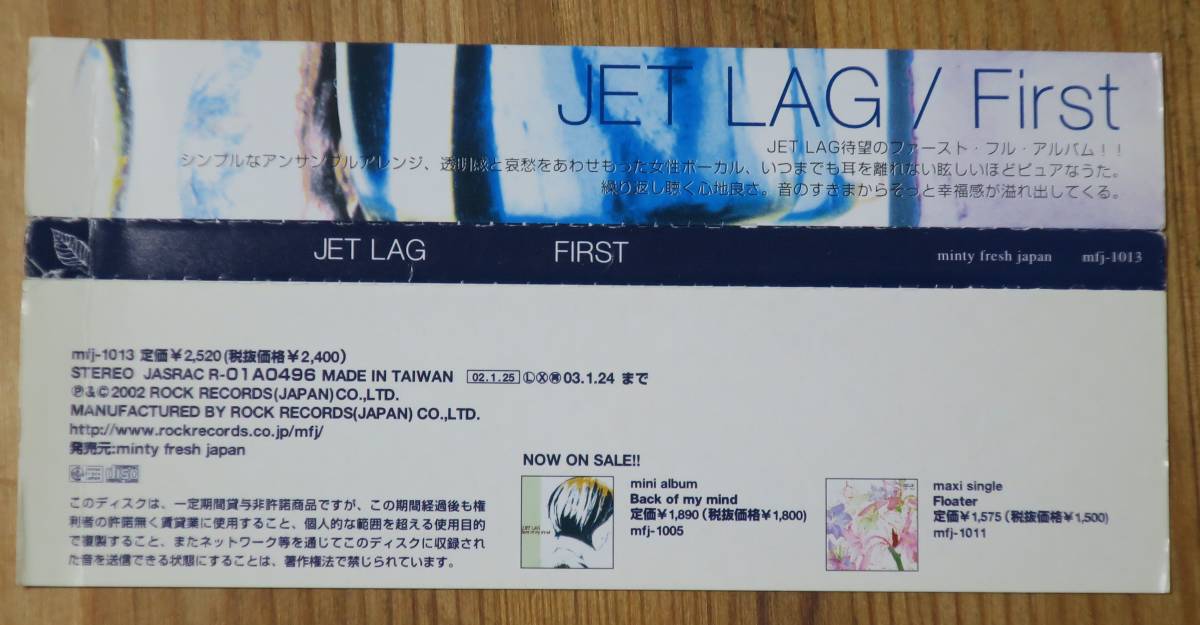 JET LAG / First
JET LAG待望のファースト・フル・アルバム！！
シンプルなアンサンブルアレンジ、透明感と哀愁をあわせもった女性ボーカル、いつまでも耳を離れない眩しいほどピュアなうた。
繰り返し聴く心地良さ。音のすきまからそっと幸福感が溢れ出してくる。
JET LAG FIRST minty fresh japan mfj-1013
mfj-1013 定価¥2,520(税抜価格¥2,400)
STEREO JASRAC R-01A0496 MADE IN TAIWAN 02.1.25 Ⓛ Ⓧ ㊢ 03.1.24 まで
Ⓟ&©2002 ROCK RECORDS(JAPAN)CO.,LTD.
MANUFACTURED BY ROCK RECORDS(JAPAN) CO.,LTD.
http://www.rockrecords.co.jp/mfj/
発売元:minty fresh japan
このディスクは、一定期間貸与非許諾商品ですが、この期間経過後も権
利者の許諾無く賃貸業に使用すること、個人的な範囲を超える使用目的
で複製すること、またネットワーク等を通じてこのディスクに収録され
た音を送信できる状態にすることは、著作権法で禁じられています。
NOW ON SALE!!
mini album
Back of my mind
定価¥1,890(税抜価格¥1,800)
mfj-1005
maxi single
Floater
定価¥1,575(税抜価格¥1,500)
mfj-1011